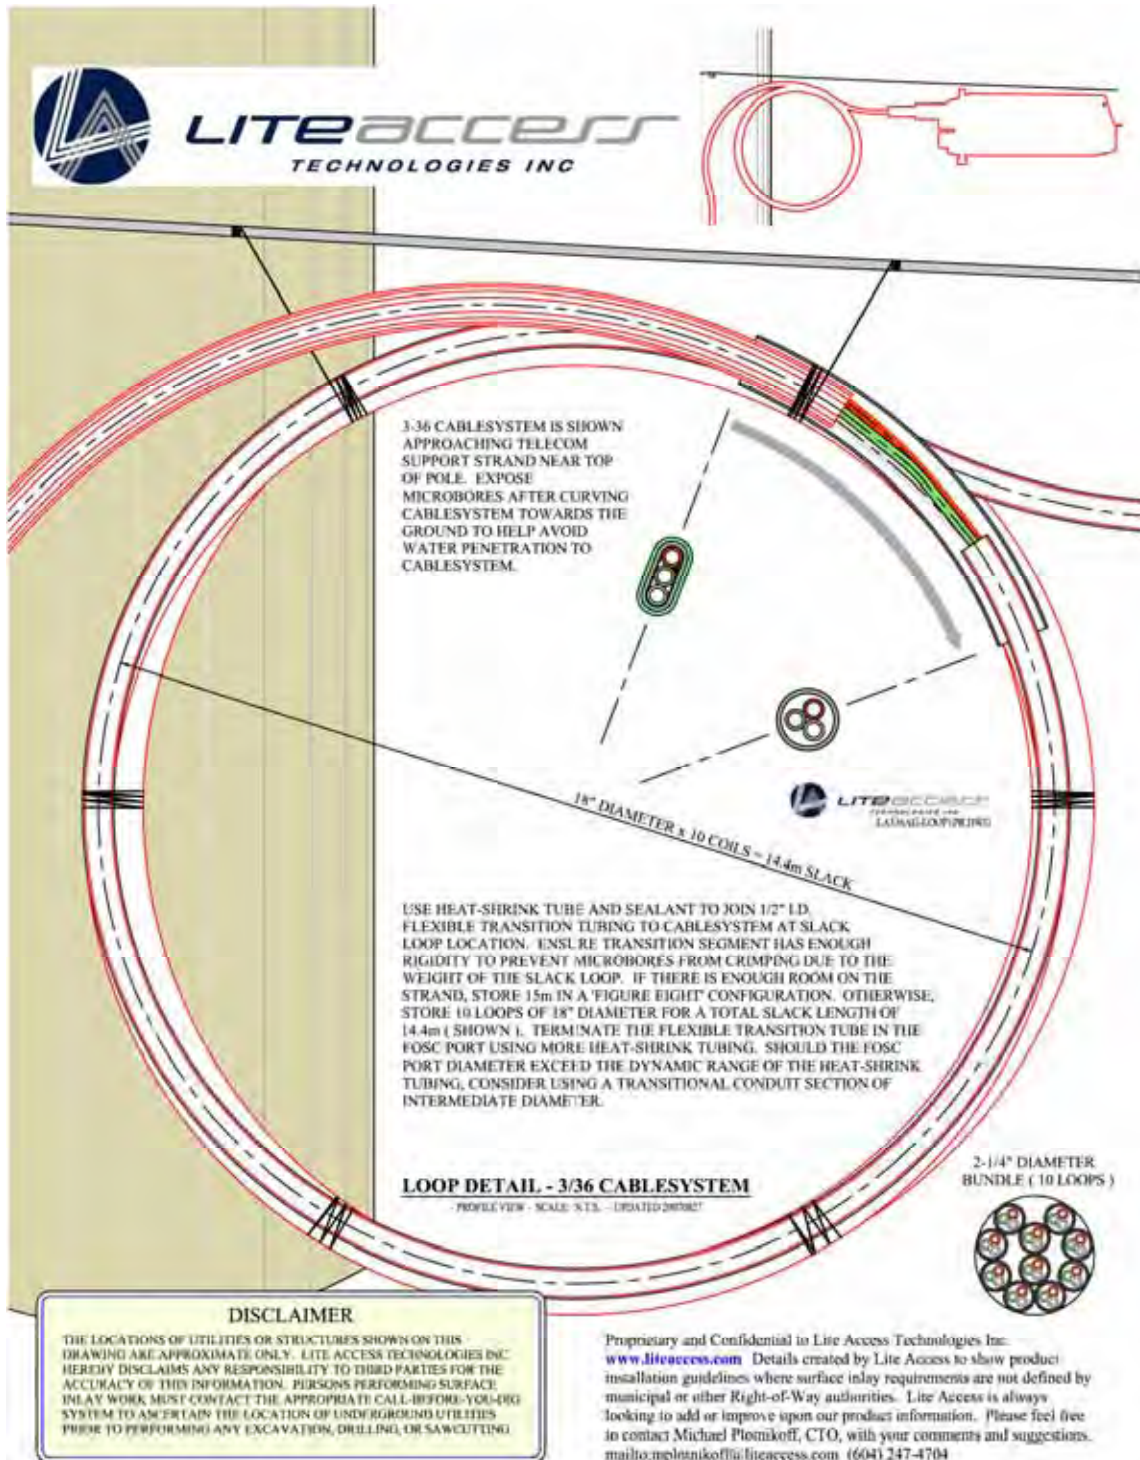 LITEaccess
TECHNOLOGIES INC
3-36 CABLESYSTEM IS SHOWN
APPROACHING TELECOM
SUPPORT STRAND NEAR TOP
OF POLE. EXPOSE
MICROBORES AFTER CURVING
CABLESYSTEM TOWARDS THE
GROUND TO HELP AVOID
WATER PENETRATION TO
CABLESYSTEM.
LITEaccess
TECHNOLOGIES INC
18" DIAMETER x 10 COILS = 14.4m SLACK
USE HEAT-SHRINK TUBE AND SEALANT TO JOIN 1/2" I.D.
FLEXIBLE TRANSITION TUBING TO CABLESYSTEM AT SLACK
LOOP LOCATION. ENSURE TRANSITION SEGMENT HAS ENOUGH
RIGIDITY TO PREVENT MICROBORES FROM CRIMPING DUE TO THE
WEIGHT OF THE SLACK LOOP. IF THERE IS ENOUGH ROOM ON THE
STRAND, STORE 15m IN A 'FIGURE EIGHT' CONFIGURATION. OTHERWISE,
STORE 10 LOOPS OF 18" DIAMETER FOR A TOTAL SLACK LENGTH OF
14.4m ( SHOWN ). TERMINATE THE FLEXIBLE TRANSITION TUBE IN THE
FOSC PORT USING MORE HEAT-SHRINK TUBING. SHOULD THE FOSC
PORT DIAMETER EXCEED THE DYNAMIC RANGE OF THE HEAT-SHRINK
TUBING, CONSIDER USING A TRANSITIONAL CONDUIT SECTION OF
INTERMEDIATE DIAMETER.
LOOP DETAIL - 3/36 CABLESYSTEM
- PROFILE VIEW - SCALE: N.T.S. - UPDATED 20070827
2-1/4" DIAMETER
BUNDLE ( 10 LOOPS )
DISCLAIMER
THE LOCATIONS OF UTILITIES OR STRUCTURES SHOWN ON THIS
DRAWING ARE APPROXIMATE ONLY. LITE ACCESS TECHNOLOGIES INC
HEREBY DISCLAIMS ANY RESPONSIBILITY TO THIRD PARTIES FOR THE
ACCURACY OF THIS INFORMATION. PERSONS PERFORMING SURFACE
INLAY WORK MUST CONTACT THE APPROPRIATE CALL-BEFORE-YOU-DIG
SYSTEM TO ASCERTAIN THE LOCATION OF UNDERGROUND UTILITIES
PRIOR TO PERFORMING ANY EXCAVATION, DRILLING, OR SAWCUTTING
Proprietary and Confidential to Lite Access Technologies Inc.
www.liteaccess.com Details created by Lite Access to show product
installation guidelines where surface inlay requirements are not defined by
municipal or other Right-of-Way authorities. Lite Access is always
looking to add or improve upon our product information. Please feel free
to contact Michael Plotnikoff, CTO, with your comments and suggestions.
mailto:mplotnikoff@liteaccess.com (604) 247-4704